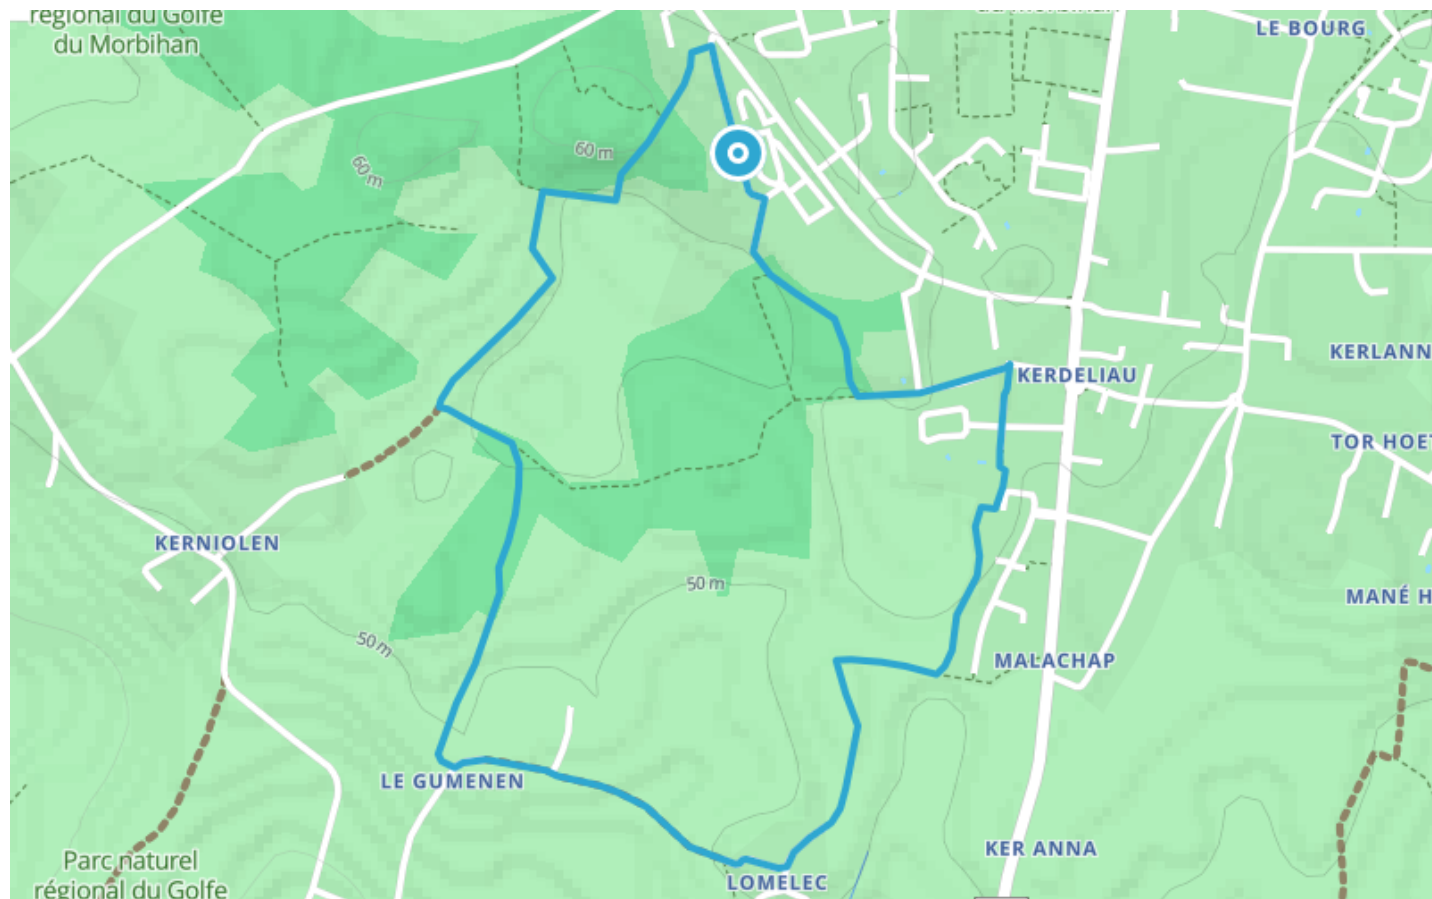 régional du Golfe
du Morbihan
LE BOURG
60 m
60 m
KERLANN
KERDELIAU
TOR HOE
KERNIOLEN
50 m
MANÉ H
50 m
MALACHAP
LE GUMENEN
KER ANNA
Parc naturel
régional du Golfe
LOMELEC